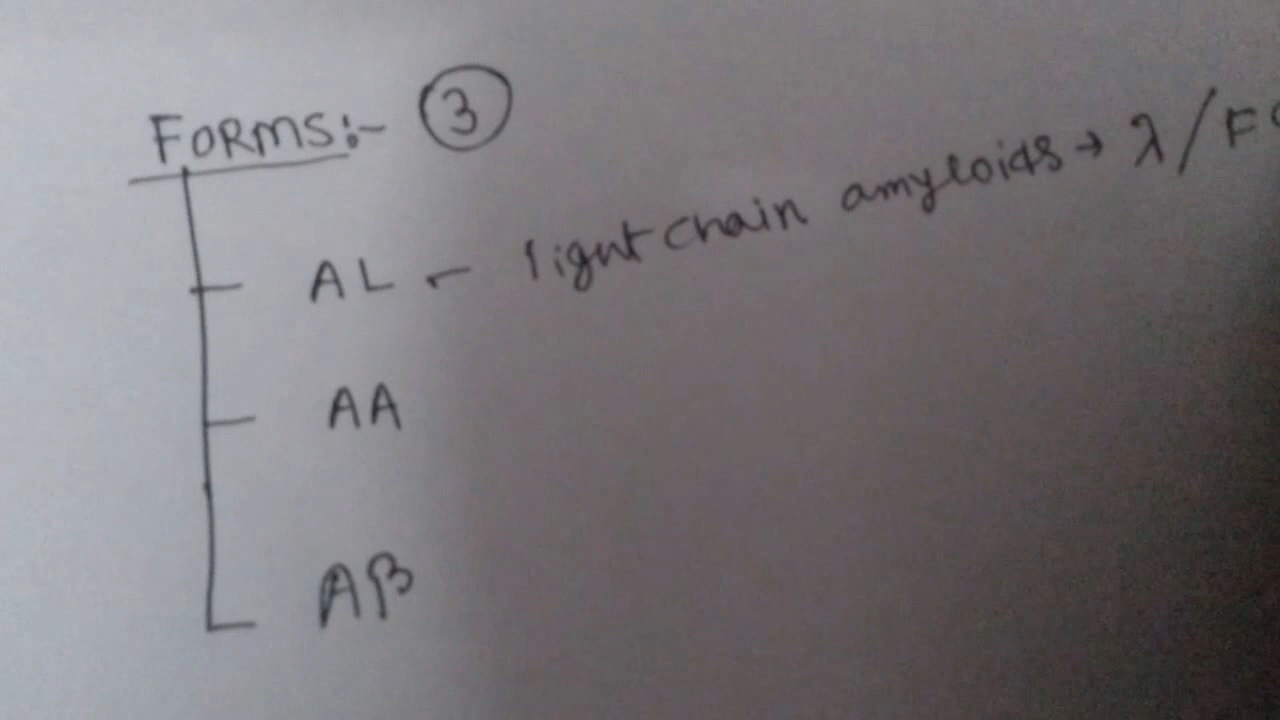 FORMS:- 3
AL - light chain amyloids → λ/F
AA
Aβ